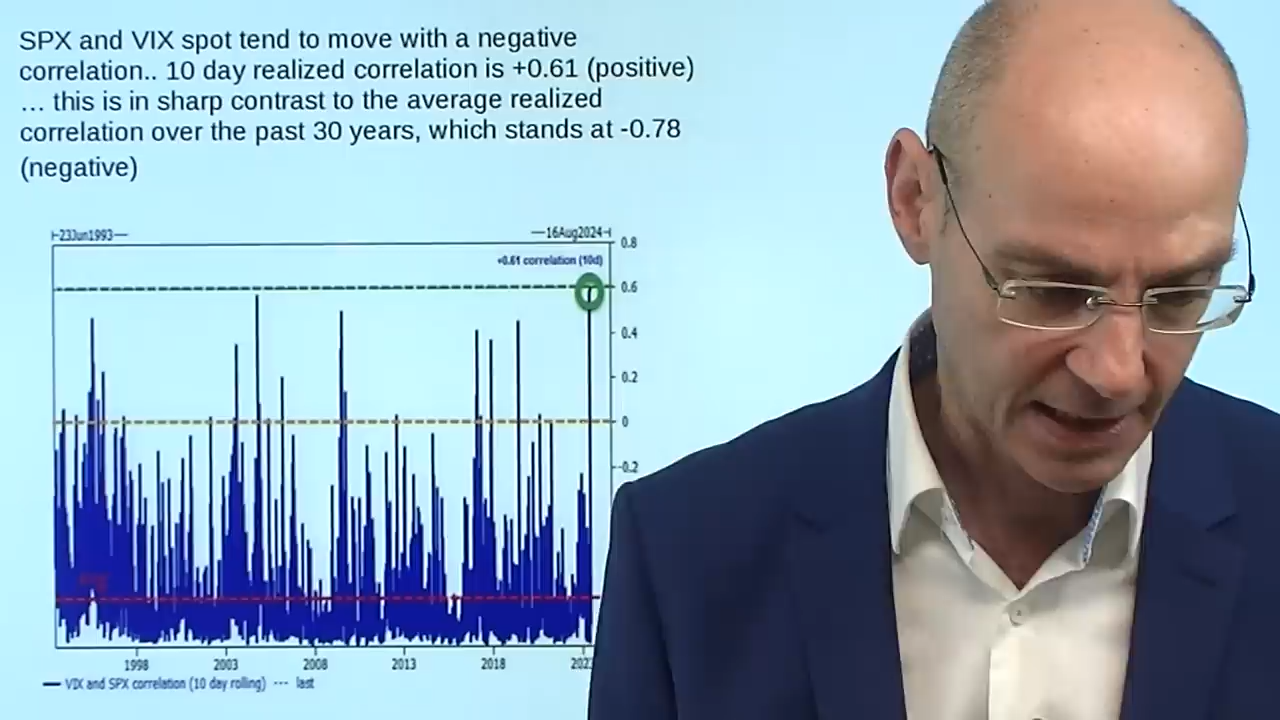 SPX and VIX spot tend to move with a negative
correlation.. 10 day realized correlation is +0.61 (positive)
… this is in sharp contrast to the average realized
correlation over the past 30 years, which stands at -0.78
(negative)
23Jun1993
16Aug2024
+0.61 correlation (10d)
0.8
0.6
0.4
0.2
0
-0.2
1998
2003
2008
2013
2018
VIX and SPX correlation (10 day rolling)
last